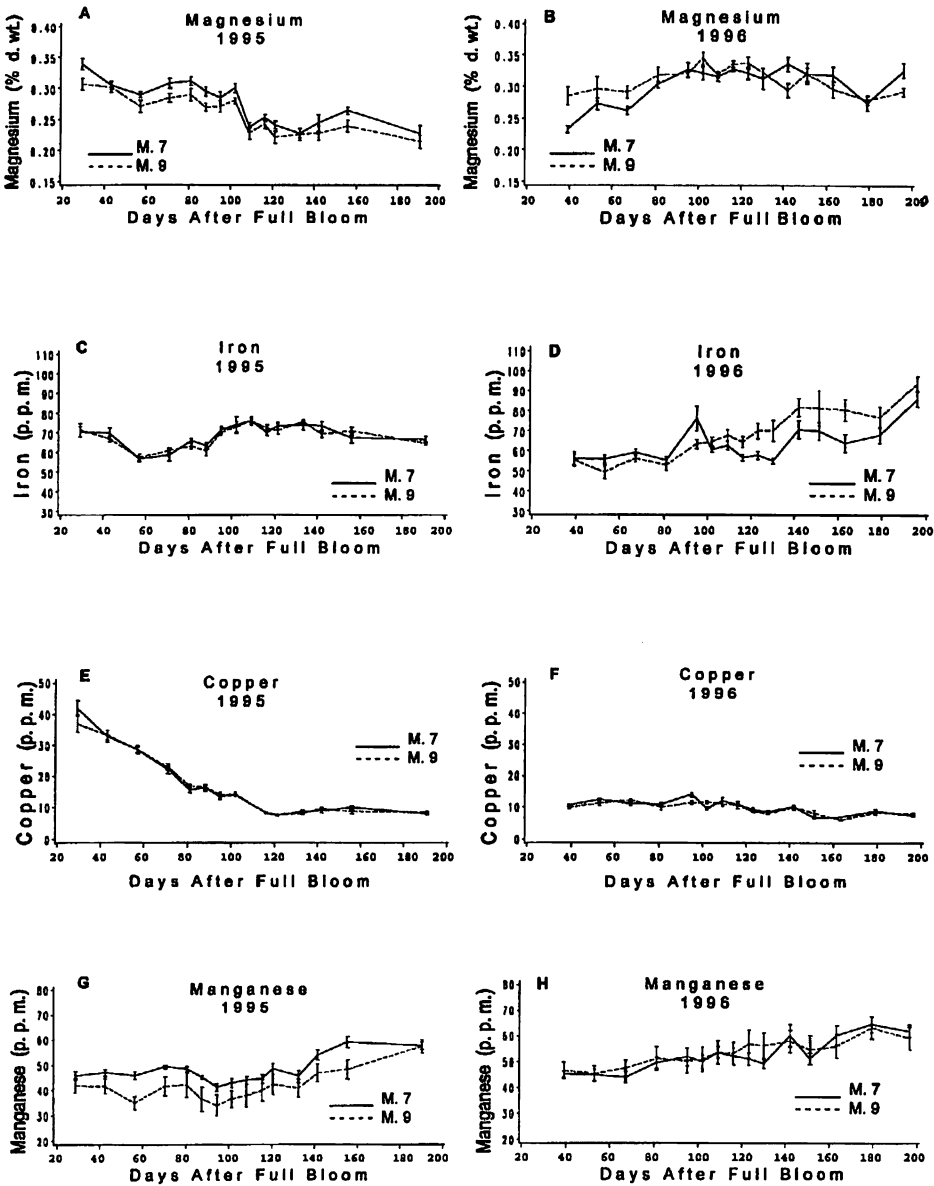 A
Magnesium
1995
Magnesium (% d. wt.)
0.40
0.35
0.30
0.25
0.20
0.15
M. 7
M. 9
20 40 60 80 100 120 140 160 180 200
Days After Full Bloom
B
Magnesium
1996
Magnesium (% d. wt.)
0.40
0.35
0.30
0.25
0.20
0.15
M. 7
M. 9
20 40 60 80 100 120 140 160 180 200
Days After Full Bloom
C
Iron
1995
Iron (p. p. m.)
110
100
90
80
70
60
50
40
30
M. 7
M. 9
20 40 60 80 100 120 140 160 180 200
Days After Full Bloom
D
Iron
1996
Iron (p. p. m.)
110
100
90
80
70
60
50
40
30
M. 7
M. 9
20 40 60 80 100 120 140 160 180 200
Days After Full Bloom
E
Copper
1995
Copper (p. p. m.)
50
40
30
20
10
0
M. 7
M. 9
20 40 60 80 100 120 140 160 180 200
Days After Full Bloom
F
Copper
1996
Copper (p. p. m.)
50
40
30
20
10
0
M. 7
M. 9
20 40 60 80 100 120 140 160 180 200
Days After Full Bloom
G
Manganese
1995
Manganese (p. p. m.)
80
70
60
50
40
30
20
M. 7
M. 9
20 40 60 80 100 120 140 160 180 200
Days After Full Bloom
H
Manganese
1996
Manganese (p. p. m.)
80
70
60
50
40
30
20
M. 7
M. 9
20 40 60 80 100 120 140 160 180 200
Days After Full Bloom